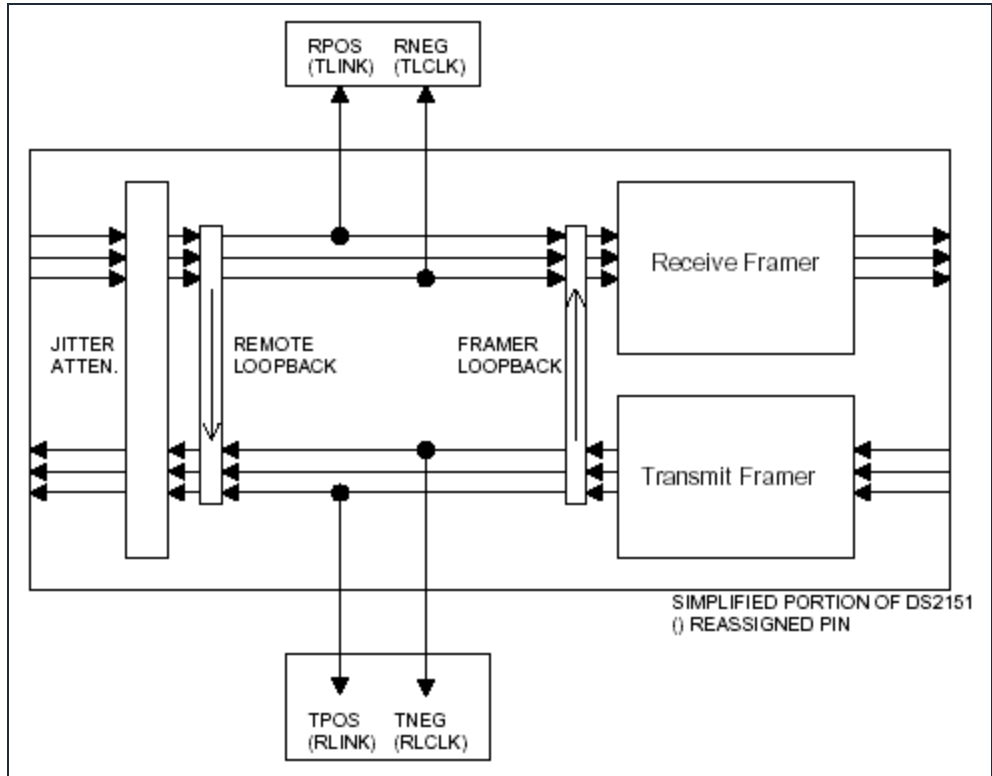 RPOS RNEG
(TLINK) (TLCLK)
Receive Framer
JITTER
ATTEN.
REMOTE
LOOPBACK
FRAMER
LOOPBACK
Transmit Framer
SIMPLIFIED PORTION OF DS2151
() REASSIGNED PIN
TPOS TNEG
(RLINK) (RLCLK)